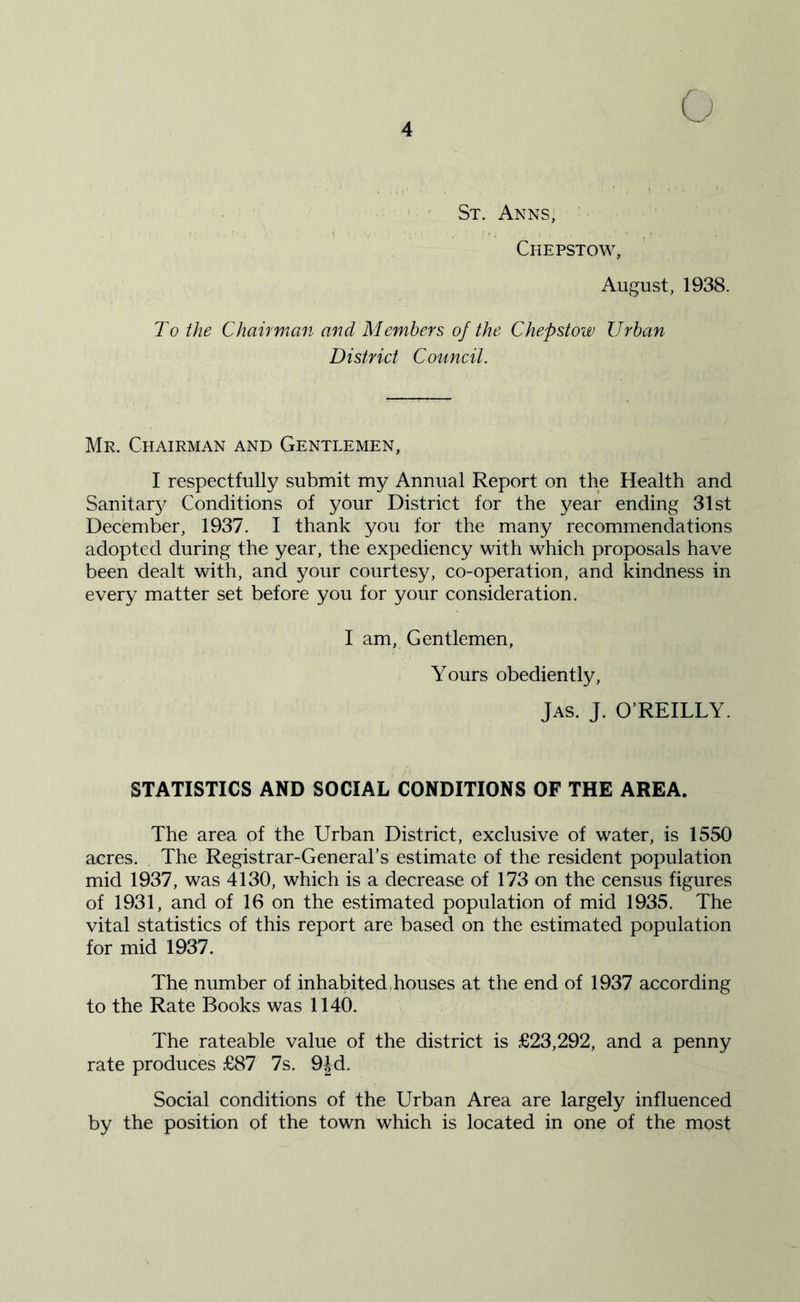 4
St. Anns,
Chepstow,
August, 1938.
To the Chairman and Members of the Chepstow Urban
District Council.
Mr. Chairman and Gentlemen,
I respectfully submit my Annual Report on the Health and
Sanitary Conditions of your District for the year ending 31st
December, 1937. I thank you for the many recommendations
adopted during the year, the expediency with which proposals have
been dealt with, and your courtesy, co-operation, and kindness in
every matter set before you for your consideration.
I am, Gentlemen,
Yours obediently,
Jas. J. O'REILLY.
STATISTICS AND SOCIAL CONDITIONS OF THE AREA.
The area of the Urban District, exclusive of water, is 1550
acres. The Registrar-General's estimate of the resident population
mid 1937, was 4130, which is a decrease of 173 on the census figures
of 1931, and of 16 on the estimated population of mid 1935. The
vital statistics of this report are based on the estimated population
for mid 1937.
The number of inhabited houses at the end of 1937 according
to the Rate Books was 1140.
The rateable value of the district is £23,292, and a penny
rate produces £87 7s. 9½d.
Social conditions of the Urban Area are largely influenced
by the position of the town which is located in one of the most